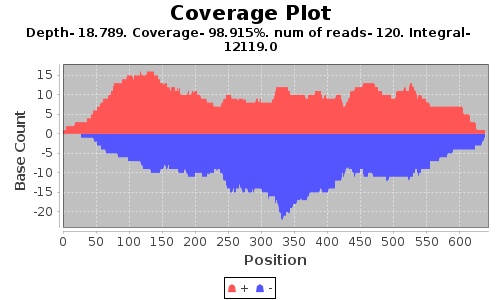 Coverage Plot
Depth- 18.789. Coverage- 98.915%. num of reads- 120. Integral-
12119.0
Base Count
15
10
5
0
-5
-10
-15
-20
0 50 100 150 200 250 300 350 400 450 500 550 600
Position
+ -